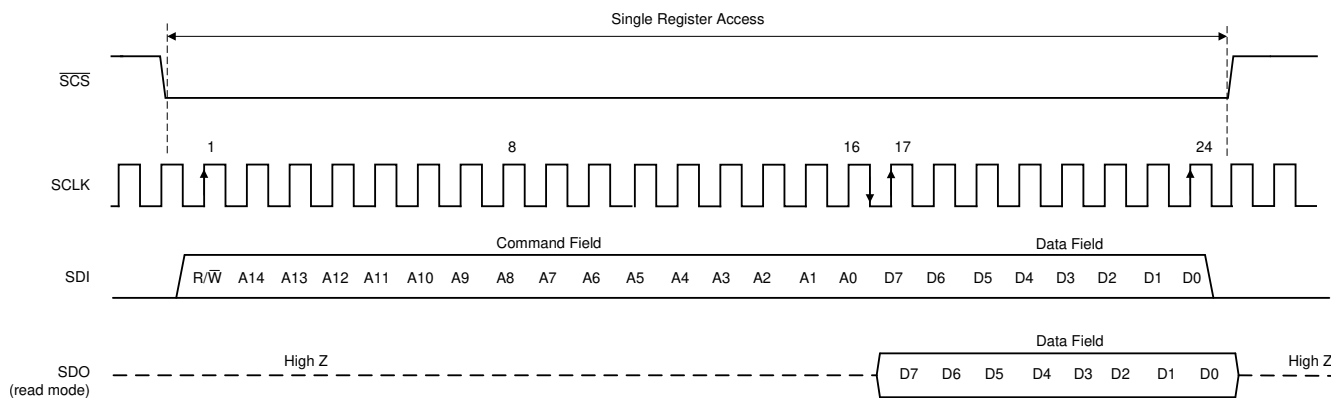 Single Register Access
S̅C̅S̅
1 8 16 17 24
SCLK
Command Field Data Field
SDI R/W̅ A14 A13 A12 A11 A10 A9 A8 A7 A6 A5 A4 A3 A2 A1 A0 D7 D6 D5 D4 D3 D2 D1 D0
Data Field
High Z High Z
SDO D7 D6 D5 D4 D3 D2 D1 D0
(read mode)